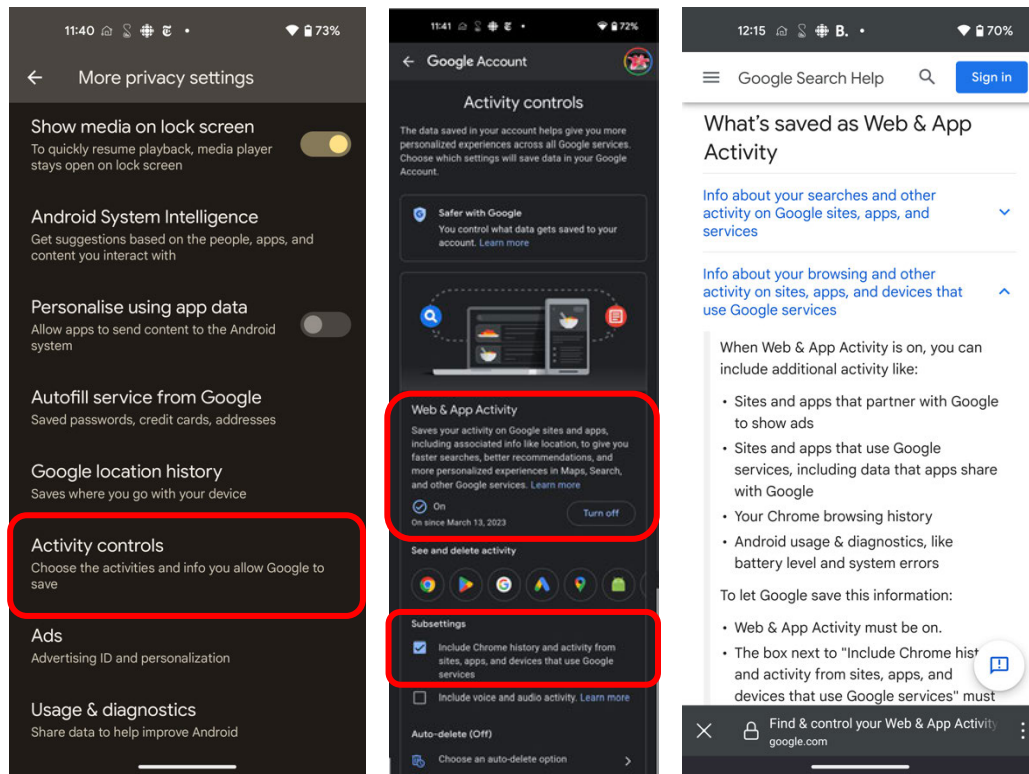 11:40
73%
More privacy settings
Show media on lock screen
To quickly resume playback, media player
stays open on lock screen
Android System Intelligence
Get suggestions based on the people, apps, and
content you interact with
Personalise using app data
Allow apps to send content to the Android
system
Autofill service from Google
Saved passwords, credit cards, addresses
Google location history
Saves where you go with your device
Activity controls
Choose the activities and info you allow Google to
save
Ads
Advertising ID and personalization
Usage & diagnostics
Share data to help improve Android
11:41
72%
Google Account
Activity controls
The data saved in your account helps give you more
personalized experiences across all Google services.
Choose which settings will save data in your Google
Account.
Safer with Google
You control what data gets saved to your
account. Learn more
Web & App Activity
Saves your activity on Google sites and apps,
including associated info like location, to give you
faster searches, better recommendations, and
more personalized experiences in Maps, Search,
and other Google services. Learn more
On
On since March 13, 2023
Turn off
See and delete activity
Subsettings
Include Chrome history and activity from
sites, apps, and devices that use Google
services
Include voice and audio activity. Learn more
Auto-delete (Off)
Choose an auto-delete option
12:15
B.
70%
Google Search Help
Sign in
What's saved as Web & App
Activity
Info about your searches and other
activity on Google sites, apps, and
services
Info about your browsing and other
activity on sites, apps, and devices that
use Google services
When Web & App Activity is on, you can
include additional activity like:
• Sites and apps that partner with Google
to show ads
• Sites and apps that use Google
services, including data that apps share
with Google
• Your Chrome browsing history
• Android usage & diagnostics, like
battery level and system errors
To let Google save this information:
• Web & App Activity must be on.
• The box next to "Include Chrome hist
and activity from sites, apps, and
devices that use Google services" must
Find & control your Web & App Activity
google.com